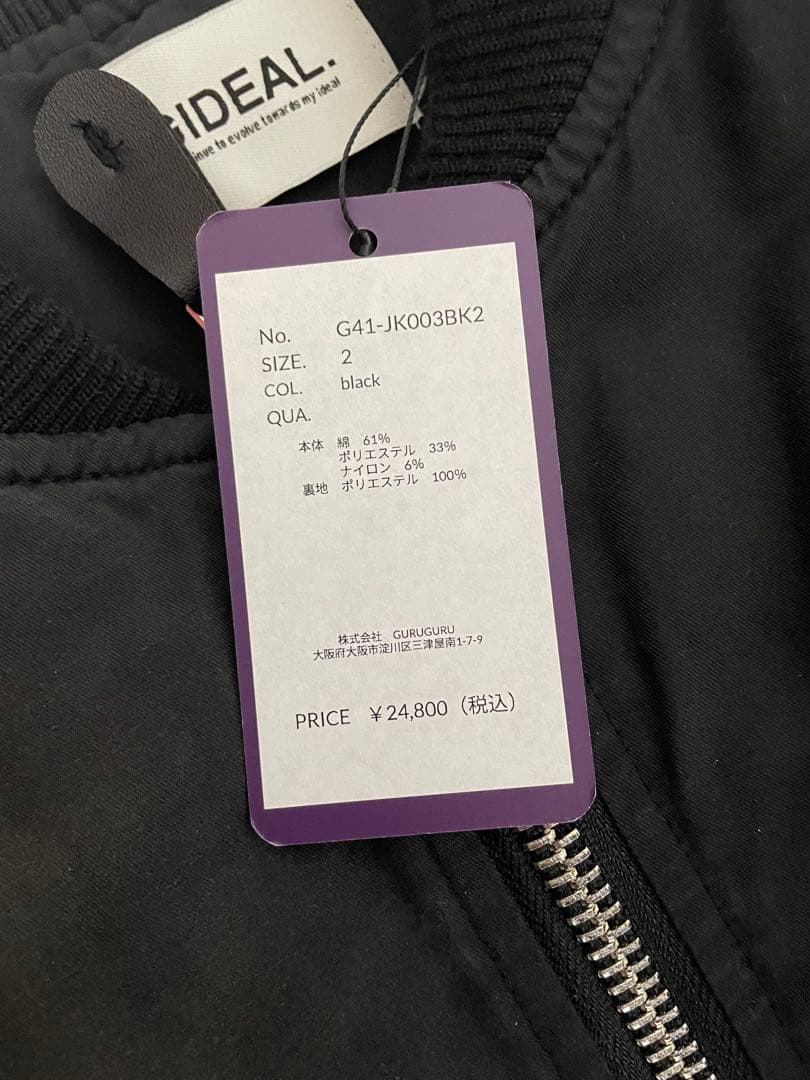 GIDEAL.
towards my ideal
No. G41-JK003BK2
SIZE. 2
COL. black
QUA.
本体 綿 61%
ポリエステル 33%
ナイロン 6%
裏地 ポリエステル 100%
株式会社 GURUGURU
大阪府大阪市淀川区三津屋南1-7-9
PRICE ￥24,800（税込）